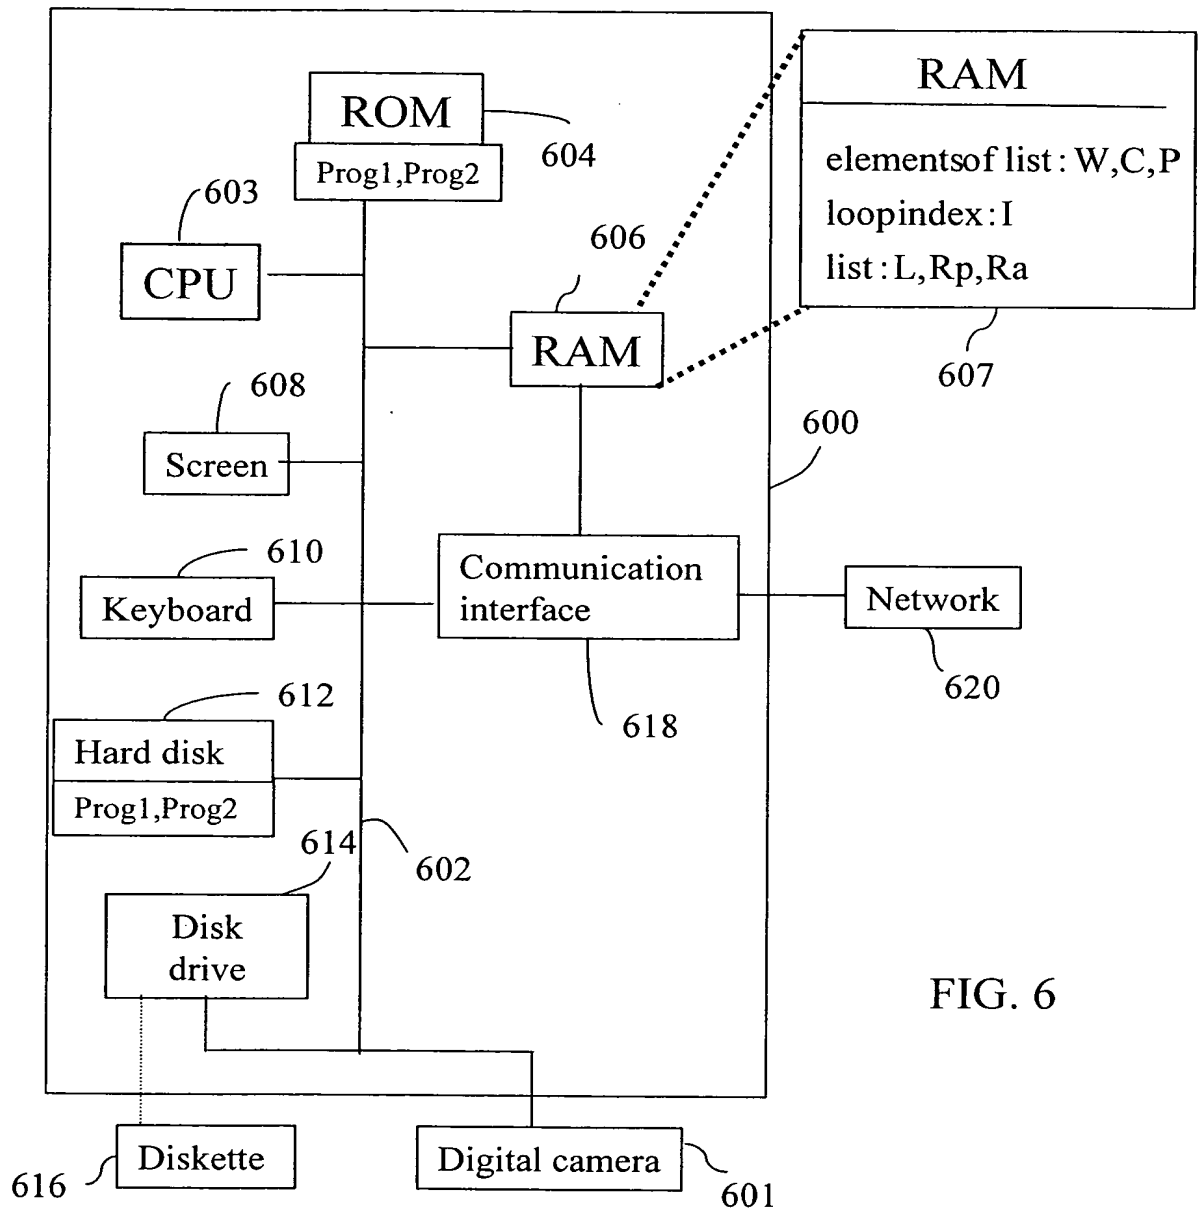 RAM
ROM
604
elementsof list : W,C,P
Prog1,Prog2
603
loopindex : I
606
CPU
list : L,Rp,Ra
RAM
607
608
600
Screen
610
Communication
interface
Keyboard
Network
612
620
618
Hard disk
Prog1,Prog2
614
602
Disk
drive
FIG. 6
Diskette
Digital camera
616
601